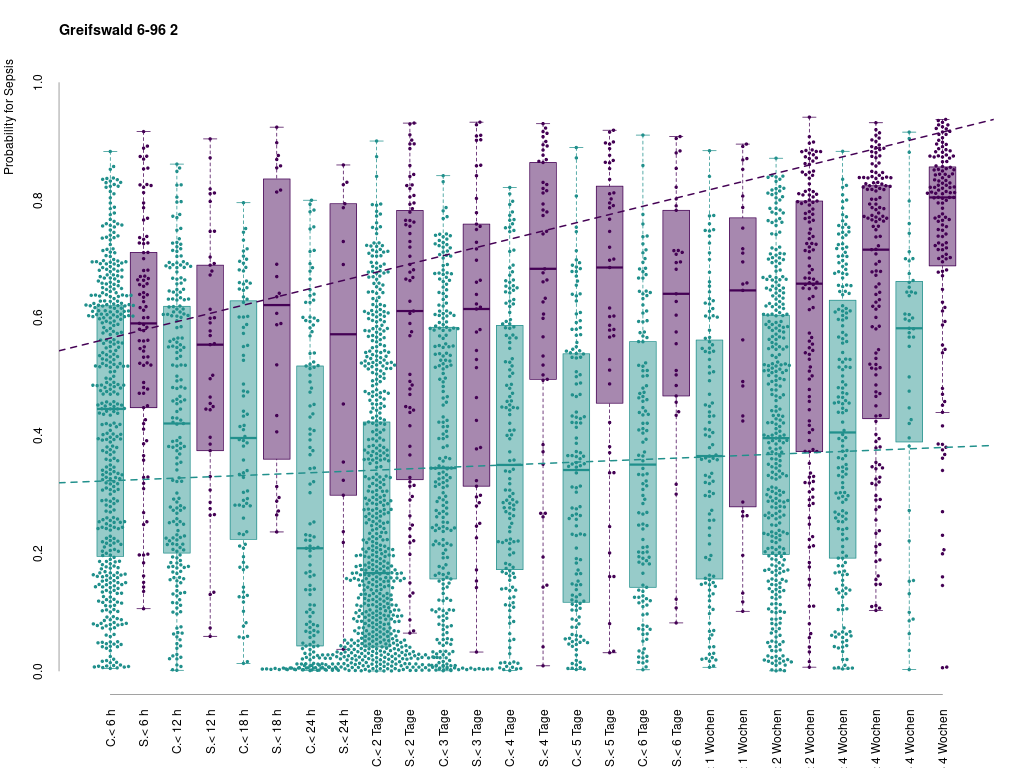 Greifswald 6-96 2
Probability for Sepsis
1.0
0.8
0.6
0.4
0.2
0.0
C.< 6 h
S.< 6 h
C.< 12 h
S.< 12 h
C.< 18 h
S.< 18 h
C.< 24 h
S.< 24 h
C.< 2 Tage
S.< 2 Tage
C.< 3 Tage
S.< 3 Tage
C.< 4 Tage
S.< 4 Tage
C.< 5 Tage
S.< 5 Tage
C.< 6 Tage
S.< 6 Tage
1 Wochen
1 Wochen
2 Wochen
2 Wochen
4 Wochen
4 Wochen
4 Wochen
4 Wochen